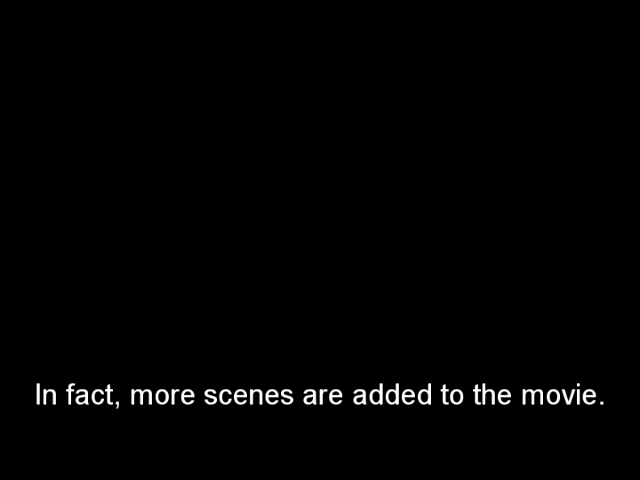 In fact, more scenes are added to the movie.